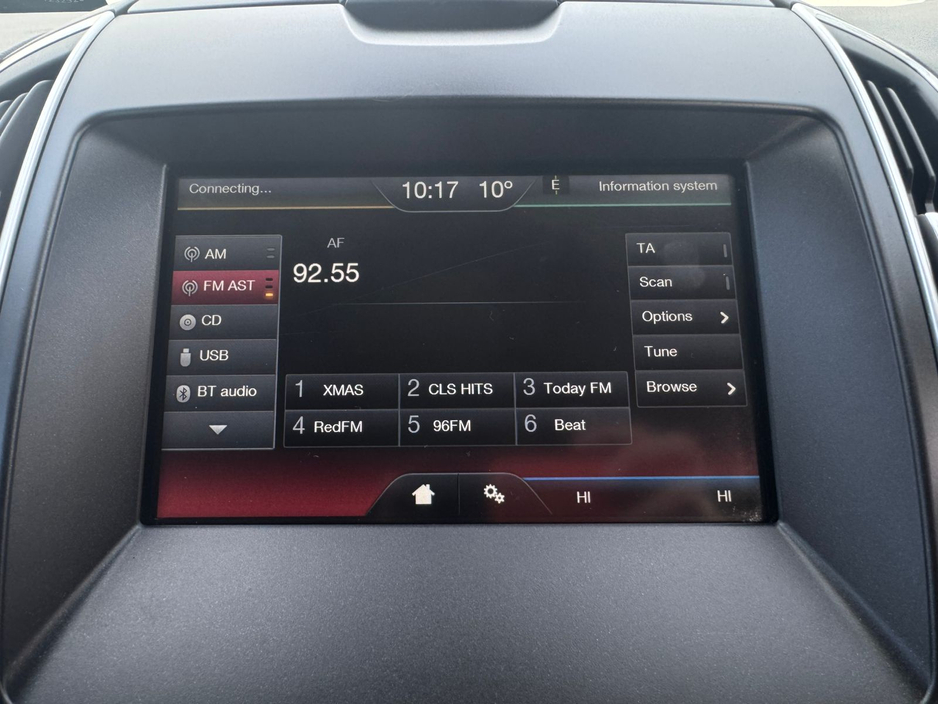 Connecting... 10:17 10° E Information system
AM
FM AST
CD
USB
BT audio
AF
92.55
TA
Scan
Options
Tune
Browse
1 XMAS 2 CLS HITS 3 Today FM
4 RedFM 5 96FM 6 Beat
HI HI